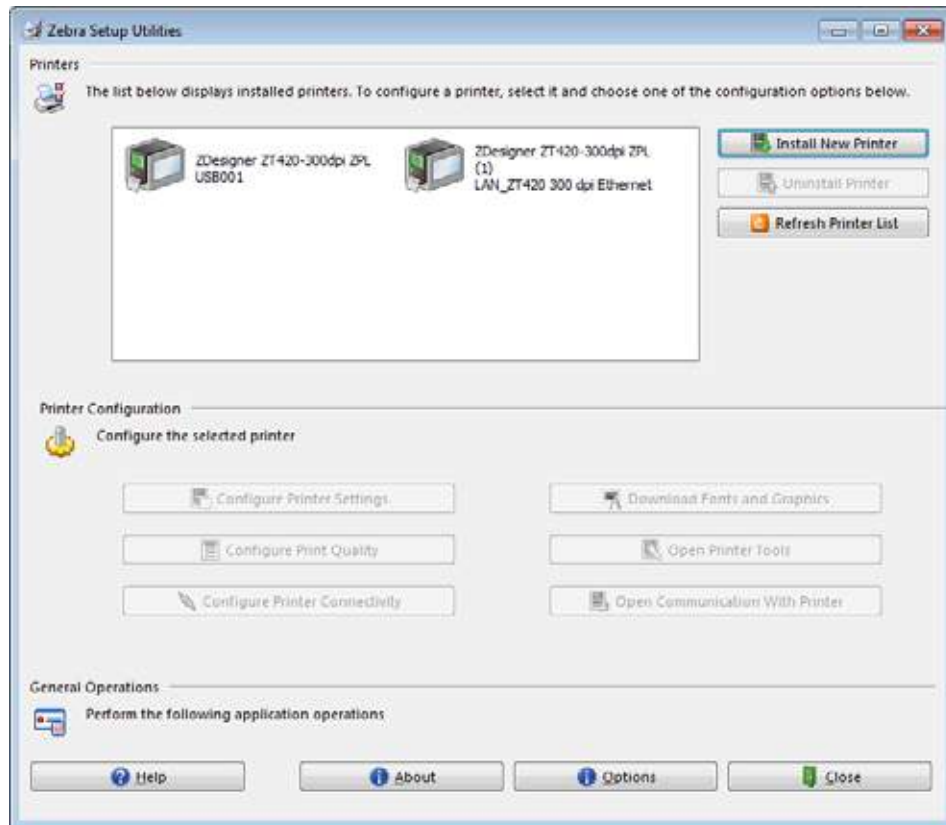 Zebra Setup Utilities
Printers
The list below displays installed printers. To configure a printer, select it and choose one of the configuration options below.
ZDesigner ZT420-300dpi ZPL
USB001
ZDesigner ZT420-300dpi ZPL
(1)
LAN_ZT420 300 dpi Ethernet
Install New Printer
Uninstall Printer
Refresh Printer List
Printer Configuration
Configure the selected printer
Configure Printer Settings
Download Fonts and Graphics
Configure Print Quality
Open Printer Tools
Configure Printer Connectivity
Open Communication With Printer
General Operations
Perform the following application operations
Help
About
Options
Close